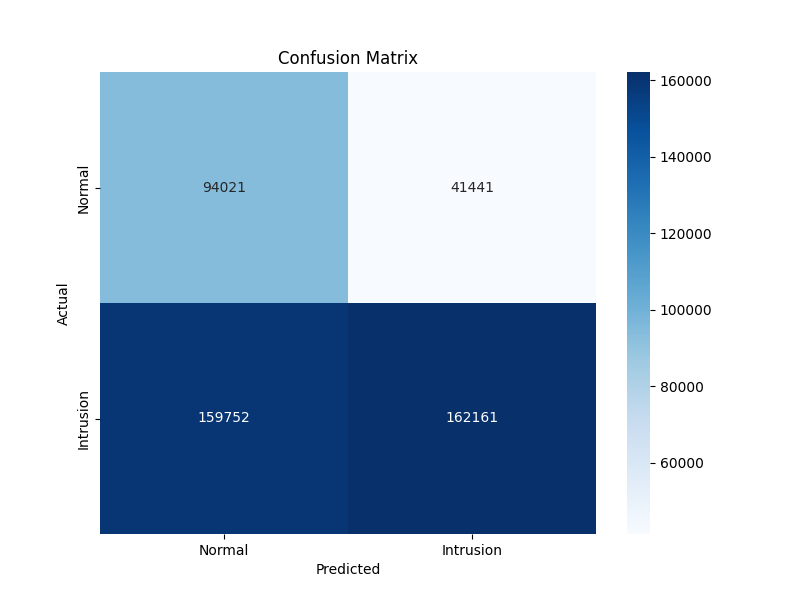 Confusion Matrix
Normal
94021
41441
Actual
Intrusion
159752
162161
Normal
Intrusion
Predicted
160000
140000
120000
100000
80000
60000